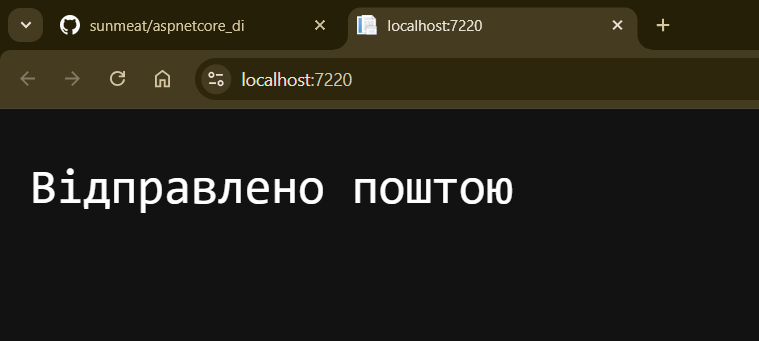 sunmeat/aspnetcore_di
localhost:7220
localhost:7220
Відправлено поштою